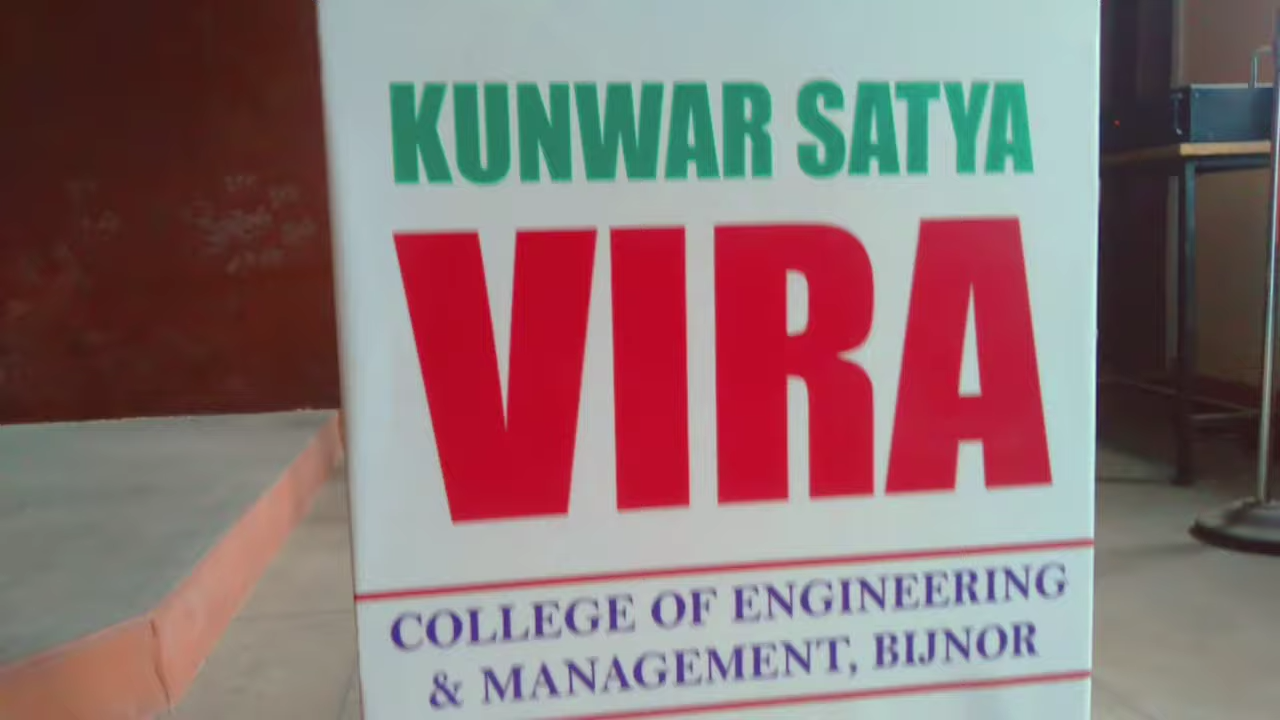 KUNWAR SATYA
VIRA
COLLEGE OF ENGINEERING
& MANAGEMENT, BIJNOR